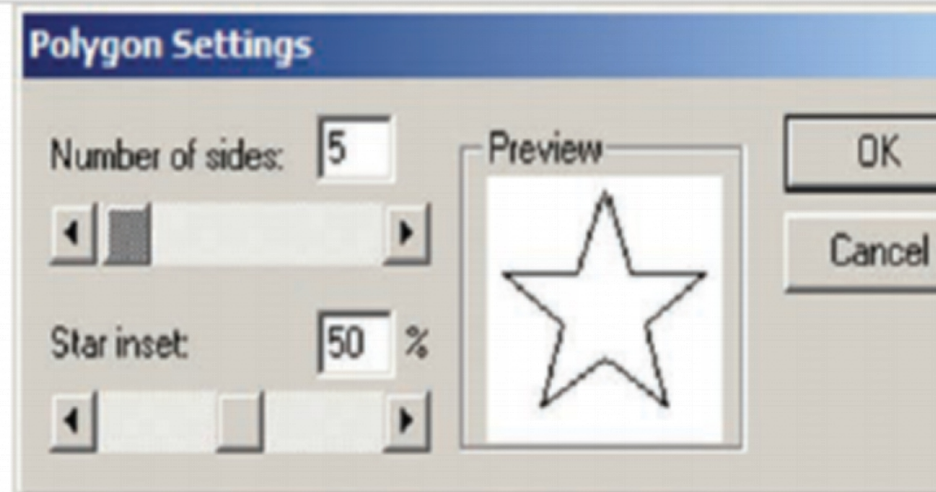 Polygon Settings
Number of sides: 5
Preview
OK
Cancel
Star inset: 50 %